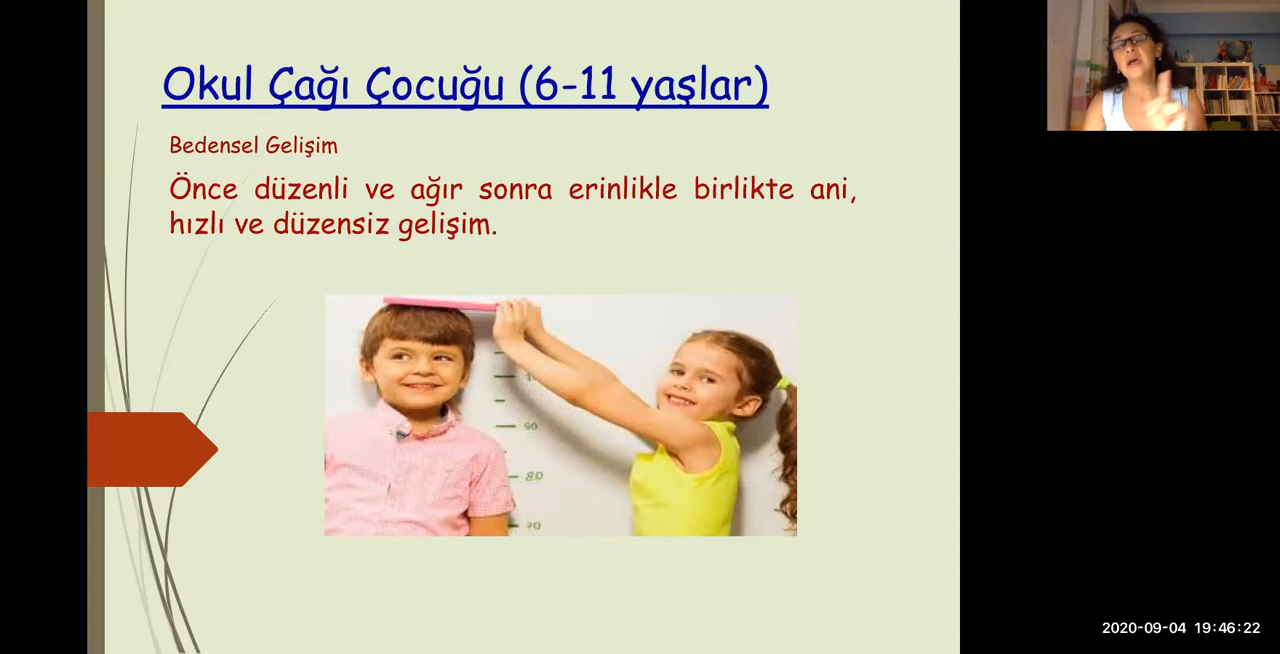 Okul Çağı Çocuğu (6-11 yaşlar)
Bedensel Gelişim
Önce düzenli ve ağır sonra erinlikle birlikte ani,
hızlı ve düzensiz gelişim.
90
80
70
2020-09-04 19:46:22